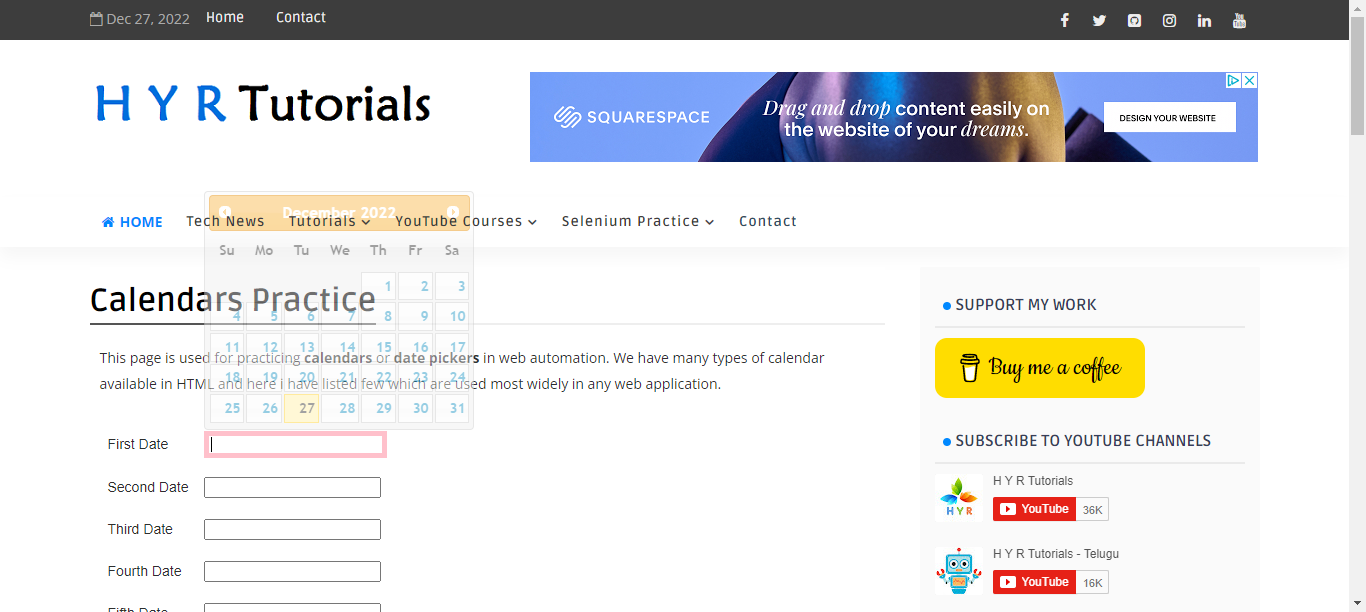 Dec 27, 2022 Home Contact
H Y R Tutorials
SQUARESPACE
Drag and drop content easily on
the website of your dreams.
DESIGN YOUR WEBSITE
December 2022
HOME Tech News Tutorials YouTube Courses Selenium Practice Contact
Su Mo Tu We Th Fr Sa
1 2 3
4 5 6 7 8 9 10
11 12 13 14 15 16 17
18 19 20 21 22 23 24
25 26 27 28 29 30 31
Calendars Practice
This page is used for practicing calendars or date pickers in web automation. We have many types of calendar
available in HTML and here i have listed few which are used most widely in any web application.
First Date
Second Date
Third Date
Fourth Date
Fifth Date
SUPPORT MY WORK
Buy me a coffee
SUBSCRIBE TO YOUTUBE CHANNELS
H Y R
H Y R Tutorials
YouTube 36K
H Y R Tutorials - Telugu
YouTube 16K